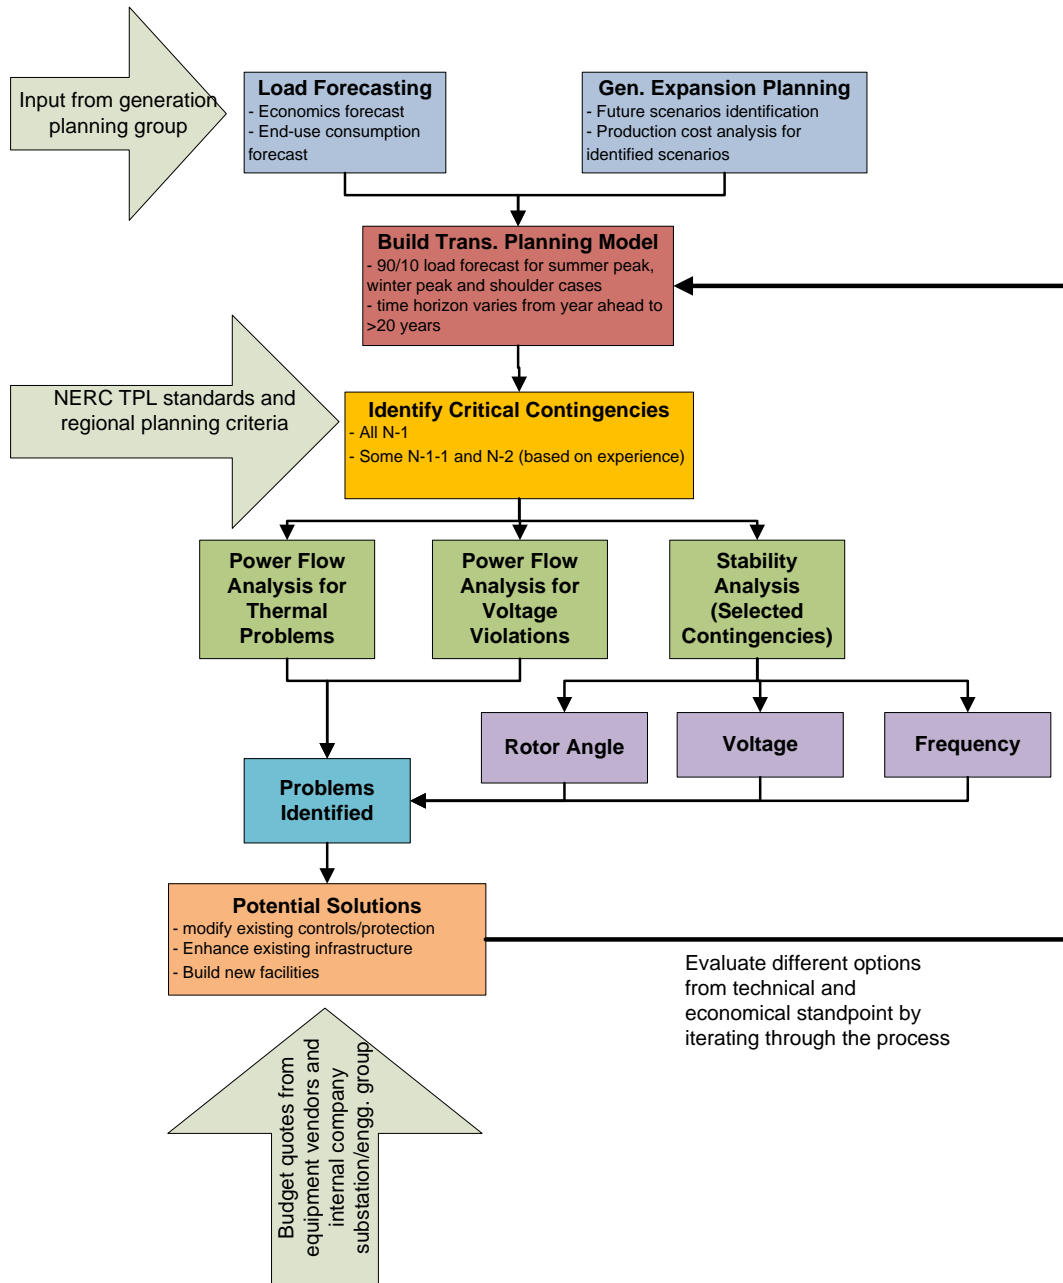 Input from generation
planning group
Load Forecasting
- Economics forecast
- End-use consumption
forecast
Gen. Expansion Planning
- Future scenarios identification
- Production cost analysis for
identified scenarios
Build Trans. Planning Model
- 90/10 load forecast for summer peak,
winter peak and shoulder cases
- time horizon varies from year ahead to
>20 years
NERC TPL standards and
regional planning criteria
Identify Critical Contingencies
- All N-1
- Some N-1-1 and N-2 (based on experience)
Power Flow
Analysis for
Thermal
Problems
Power Flow
Analysis for
Voltage
Violations
Stability
Analysis
(Selected
Contingencies)
Rotor Angle
Voltage
Frequency
Problems
Identified
Potential Solutions
- modify existing controls/protection
- Enhance existing infrastructure
- Build new facilities
Evaluate different options
from technical and
economical standpoint by
iterating through the process
Budget quotes from
equipment vendors and
internal company
substation/engg. group